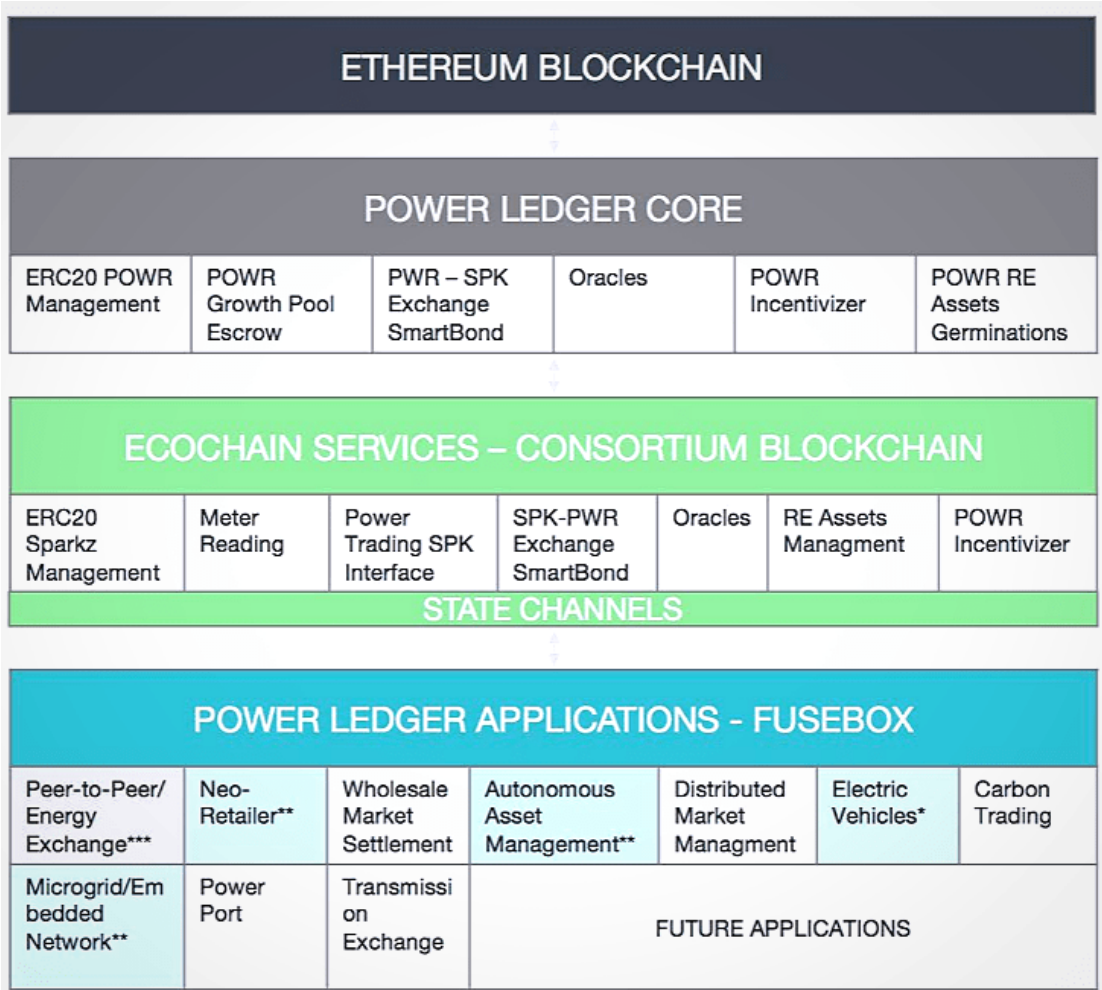 ETHEREUM BLOCKCHAIN
POWER LEDGER CORE
ERC20 POWR
Management
POWR
Growth Pool
Escrow
PWR – SPK
Exchange
SmartBond
Oracles
POWR
Incentivizer
POWR RE
Assets
Germinations
ECOCHAIN SERVICES – CONSORTIUM BLOCKCHAIN
ERC20
Sparkz
Management
Meter
Reading
Power
Trading SPK
Interface
SPK-PWR
Exchange
SmartBond
Oracles
RE Assets
Managment
POWR
Incentivizer
STATE CHANNELS
POWER LEDGER APPLICATIONS - FUSEBOX
Peer-to-Peer/
Energy
Exchange***
Neo-
Retailer**
Wholesale
Market
Settlement
Autonomous
Asset
Management**
Distributed
Market
Managment
Electric
Vehicles*
Carbon
Trading
Microgrid/Em
bedded
Network**
Power
Port
Transmissi
on
Exchange
FUTURE APPLICATIONS